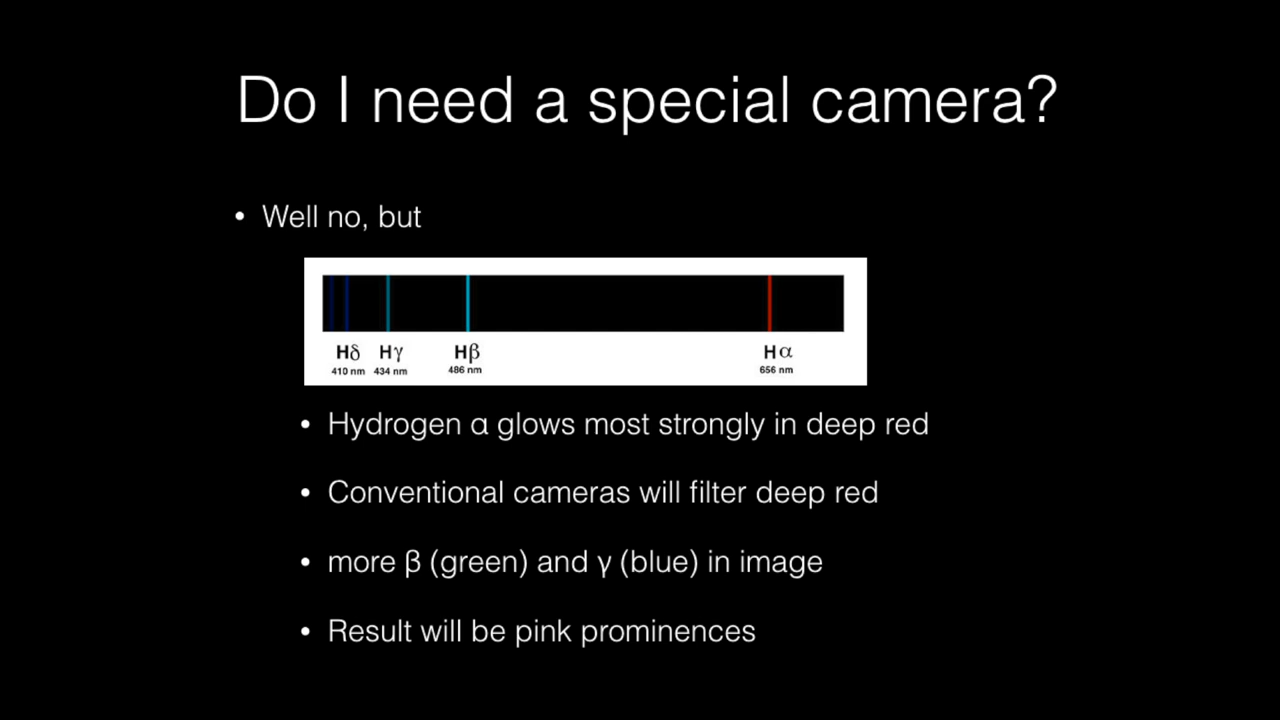 Do I need a special camera?
• Well no, but
Hδ Hγ Hβ Hα
410 nm 434 nm 486 nm 656 nm
• Hydrogen α glows most strongly in deep red
• Conventional cameras will filter deep red
• more β (green) and γ (blue) in image
• Result will be pink prominences